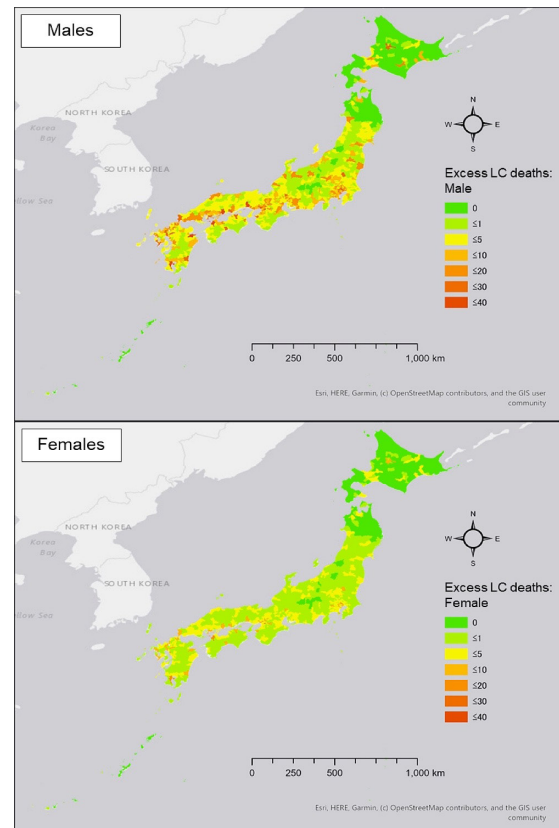 Males
NORTH KOREA
Korea
Bay
SOUTH KOREA
llow Sea
N
W E
S
Excess LC deaths:
Male
0
≤1
≤5
≤10
≤20
≤30
≤40
0 250 500 1,000 km
Esri, HERE, Garmin, (c) OpenStreetMap contributors, and the GIS user
community
Females
NORTH KOREA
Korea
Bay
SOUTH KOREA
llow Sea
N
W E
S
Excess LC deaths:
Female
0
≤1
≤5
≤10
≤20
≤30
≤40
0 250 500 1,000 km
Esri, HERE, Garmin, (c) OpenStreetMap contributors, and the GIS user
community